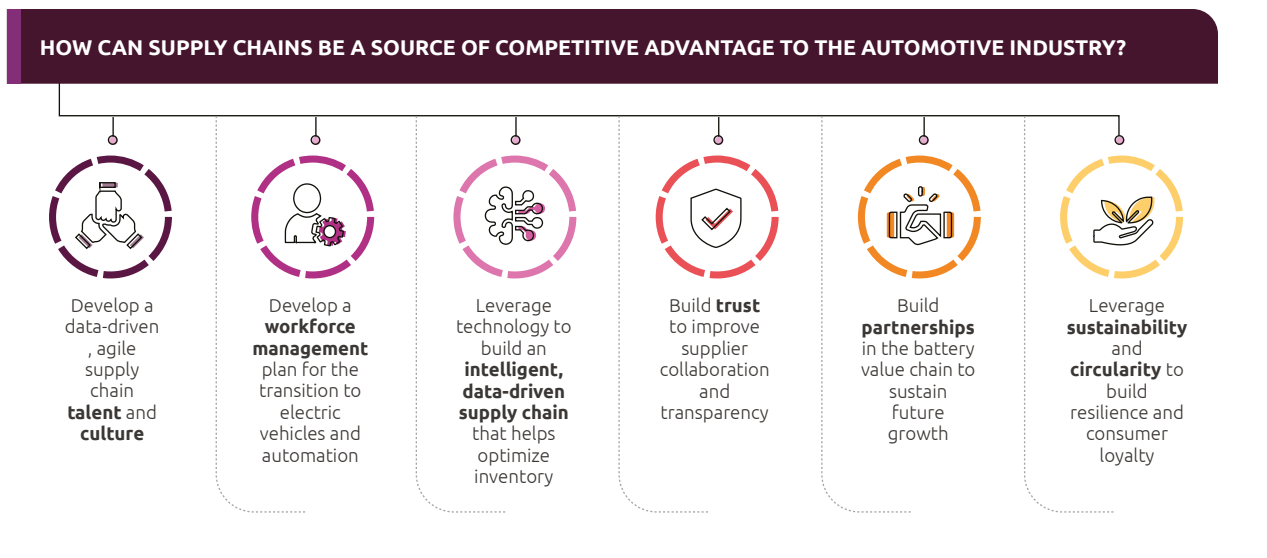 HOW CAN SUPPLY CHAINS BE A SOURCE OF COMPETITIVE ADVANTAGE TO THE AUTOMOTIVE INDUSTRY?
Develop a
data-driven
, agile
supply
chain
talent and
culture
Develop a
workforce
management
plan for the
transition to
electric
vehicles and
automation
Leverage
technology to
build an
intelligent,
data-driven
supply chain
that helps
optimize
inventory
Build trust
to improve
supplier
collaboration
and
transparency
Build
partnerships
in the battery
value chain to
sustain
future
growth
Leverage
sustainability
and
circularity to
build
resilience and
consumer
loyalty